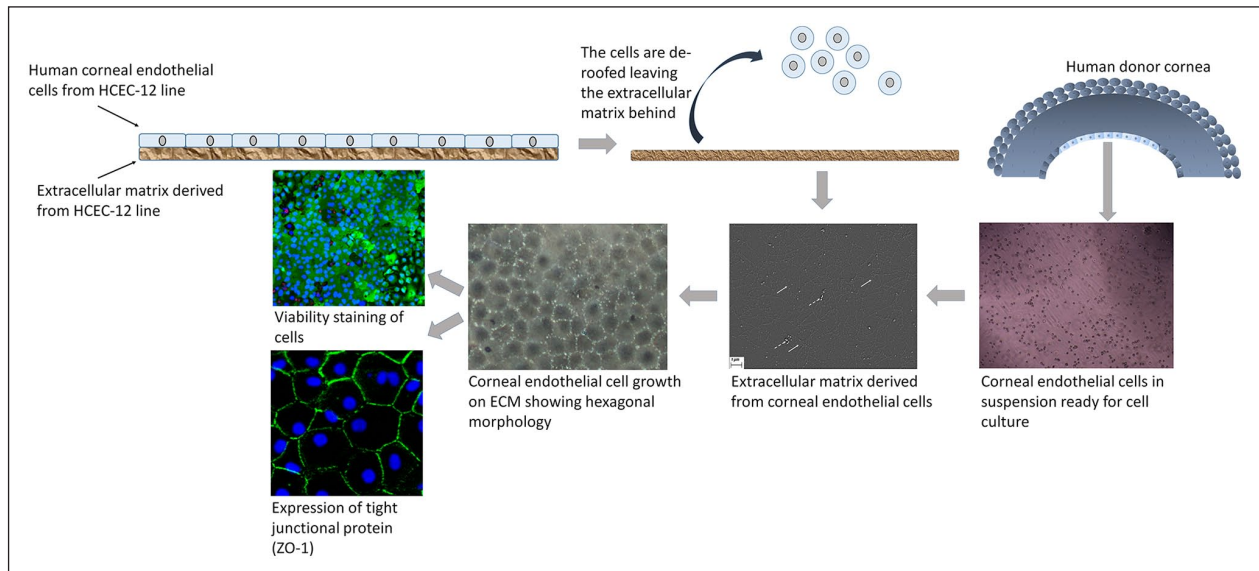 Human corneal endothelial
cells from HCEC-12 line
Extracellular matrix derived
from HCEC-12 line
The cells are de-
roofed leaving
the extracellular
matrix behind
Human donor cornea
Viability staining of
cells
Expression of tight
junctional protein
(ZO-1)
Corneal endothelial cell growth
on ECM showing hexagonal
morphology
1 µm
Extracellular matrix derived
from corneal endothelial cells
Corneal endothelial cells in
suspension ready for cell
culture